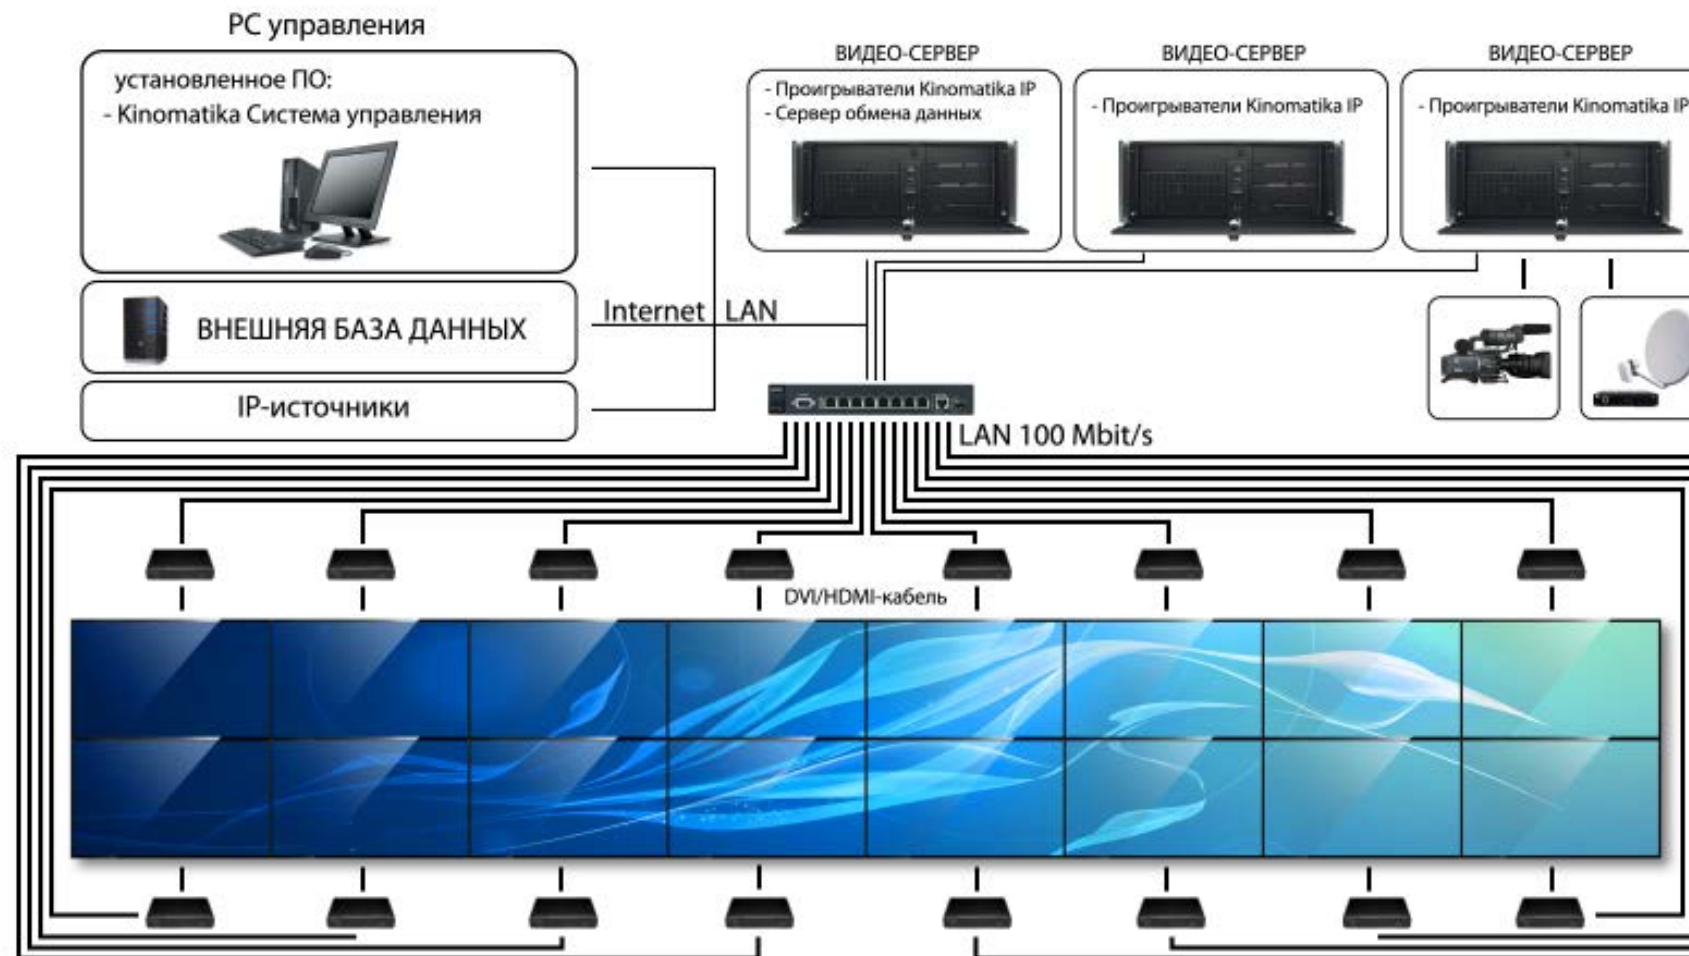 PC управления
установленное ПО:
- Kinomatika Система управления
ВНЕШНЯЯ БАЗА ДАННЫХ
IP-источники
Internet
LAN
ВИДЕО-СЕРВЕР
- Проигрыватели Kinomatika IP
- Сервер обмена данных
ВИДЕО-СЕРВЕР
- Проигрыватели Kinomatika IP
ВИДЕО-СЕРВЕР
- Проигрыватели Kinomatika IP
LAN 100 Mbit/s
DVI/HDMI-кабель